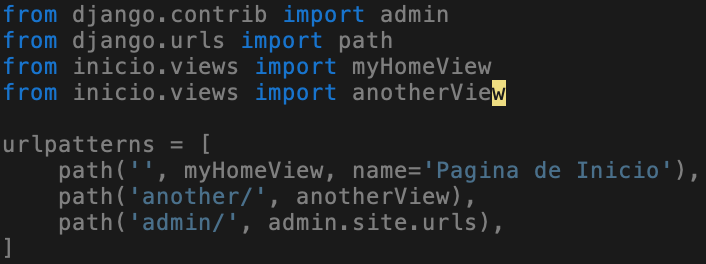 from django.contrib import admin
from django.urls import path
from inicio.views import myHomeView
from inicio.views import anotherView

urlpatterns = [
    path('', myHomeView, name='Pagina de Inicio'),
    path('another/', anotherView),
    path('admin/', admin.site.urls),
]